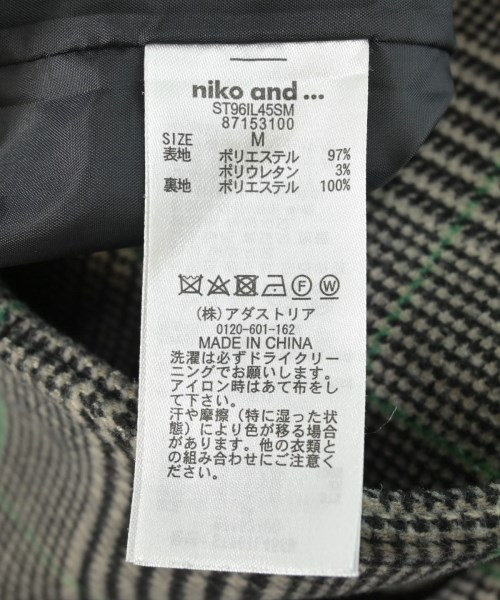 niko and ...
ST96IL45SM
87153100
SIZE M
表地 ポリエステル 97%
ポリウレタン 3%
裏地 ポリエステル 100%
F W
(株) アダストリア
0120-601-162
MADE IN CHINA
洗濯は必ずドライクリー
ニングでお願いします。
アイロン時はあて布をし
て下さい。
汗や摩擦（特に湿った状
態）により色が移る場合
があります。他の衣類と
の組み合わせにご注意く
ださい。